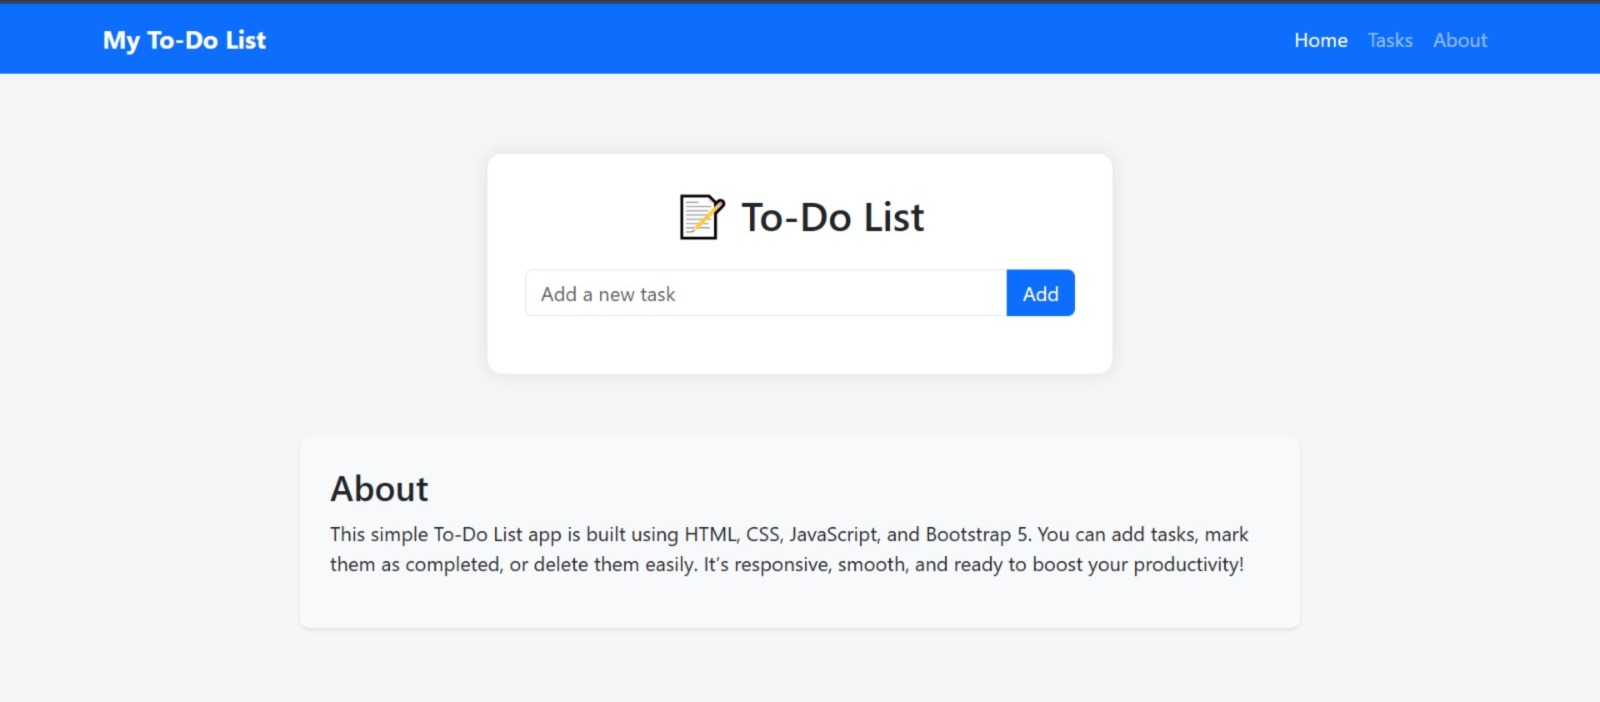 My To-Do List
Home Tasks About
📝 To-Do List
Add a new task
Add
About
This simple To-Do List app is built using HTML, CSS, JavaScript, and Bootstrap 5. You can add tasks, mark
them as completed, or delete them easily. It’s responsive, smooth, and ready to boost your productivity!